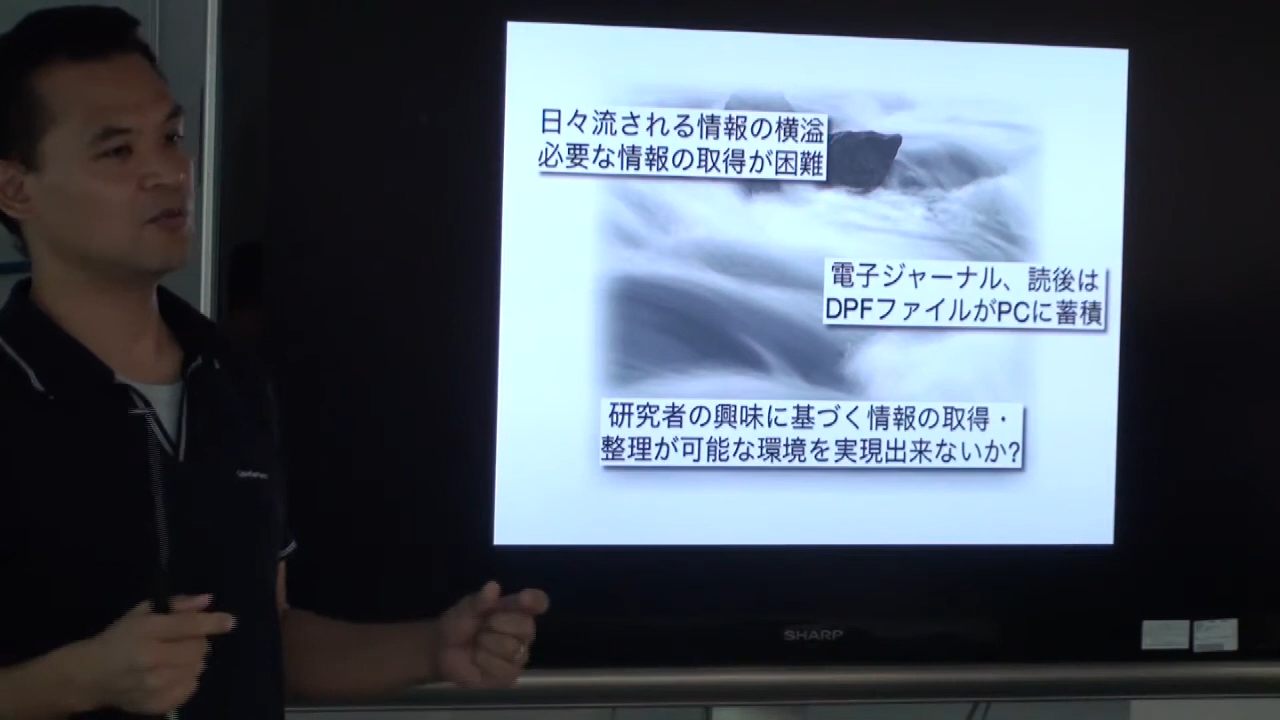 日々流される情報の横溢
必要な情報の取得が困難
電子ジャーナル、読後は
DPFファイルがPCに蓄積
研究者の興味に基づく情報の取得・
整理が可能な環境を実現出来ないか?
SHARP